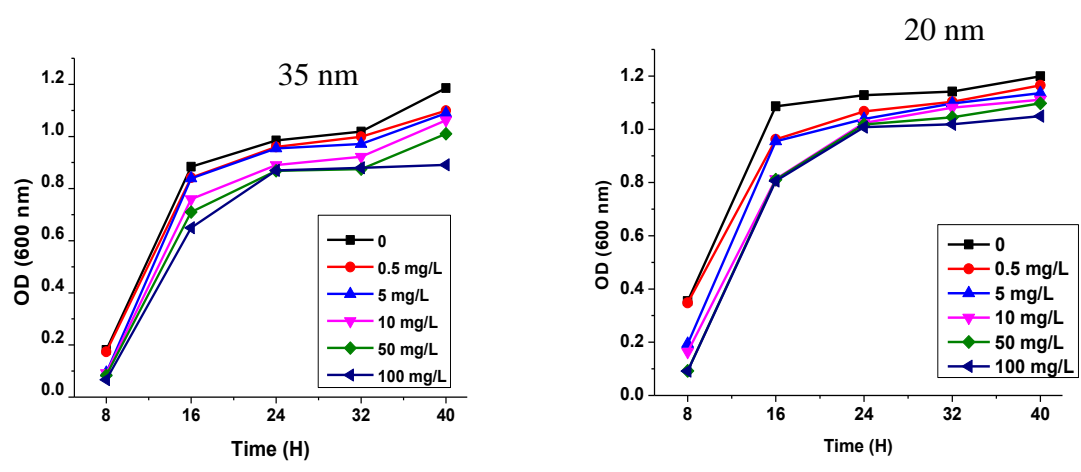 35 nm
OD (600 nm)
1.2
1.0
0.8
0.6
0.4
0.2
0.0
0
0.5 mg/L
5 mg/L
10 mg/L
50 mg/L
100 mg/L
8 16 24 32 40
Time (H)
20 nm
OD (600 nm)
1.2
1.0
0.8
0.6
0.4
0.2
0.0
0
0.5 mg/L
5 mg/L
10 mg/L
50 mg/L
100 mg/L
8 16 24 32 40
Time (H)